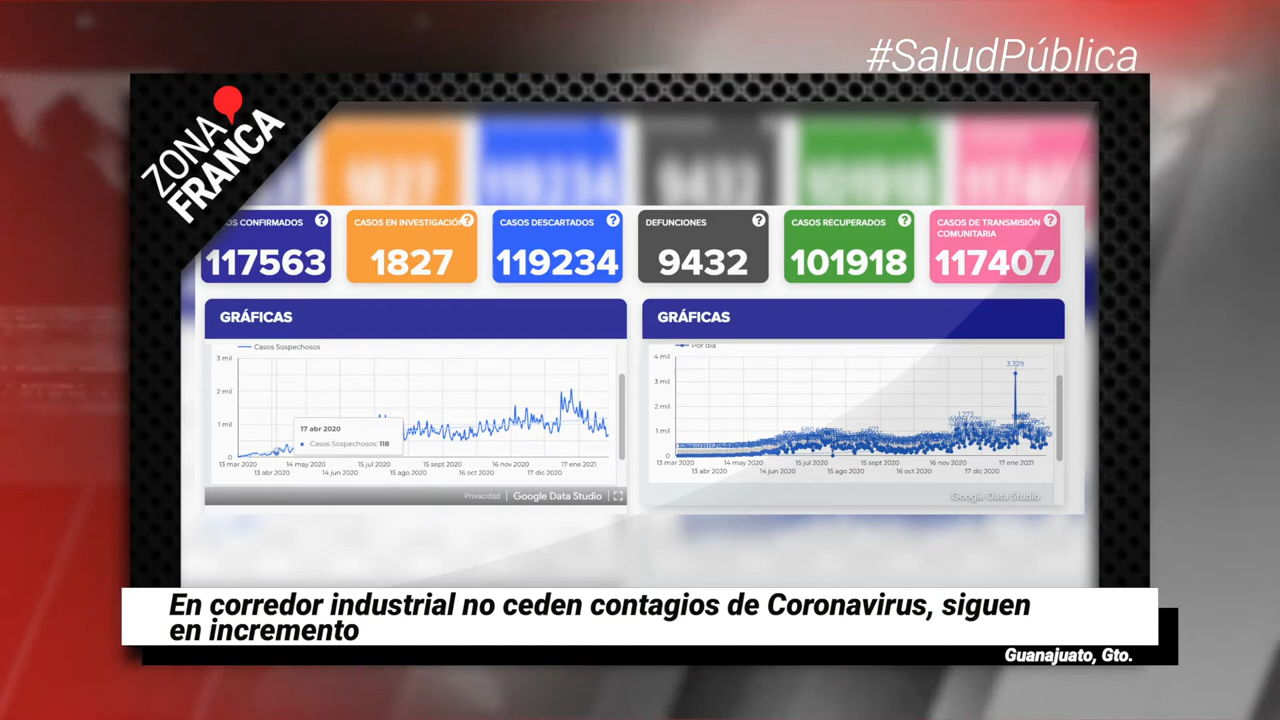 #SaludPública
ZONA
FRANCA
CONFIRMADOS
117563
CASOS EN INVESTIGACIÓN
1827
CASOS DESCARTADOS
119234
DEFUNCIONES
9432
CASOS RECUPERADOS
101918
CASOS DE TRANSMISIÓN
COMUNITARIA
117407
GRÁFICAS
Casos Sospechosos
3 mil
2 mil
1 mil
0
17 abr 2020
Casos Sospechosos: 118
13 mar 2020 14 may 2020 15 jul 2020 15 sept 2020 16 nov 2020 17 ene 2021
13 abr 2020 14 jun 2020 15 ago 2020 16 oct 2020 17 dic 2020
Privacidad | Google Data Studio
GRÁFICAS
Por día
4 mil
3 mil
2 mil
1 mil
0
3.329
13 mar 2020 14 may 2020 15 jul 2020 15 sept 2020 16 nov 2020 17 ene 2021
13 abr 2020 14 jun 2020 15 ago 2020 16 oct 2020 17 dic 2020
Google Data Studio
En corredor industrial no ceden contagios de Coronavirus, siguen
en incremento
Guanajuato, Gto.